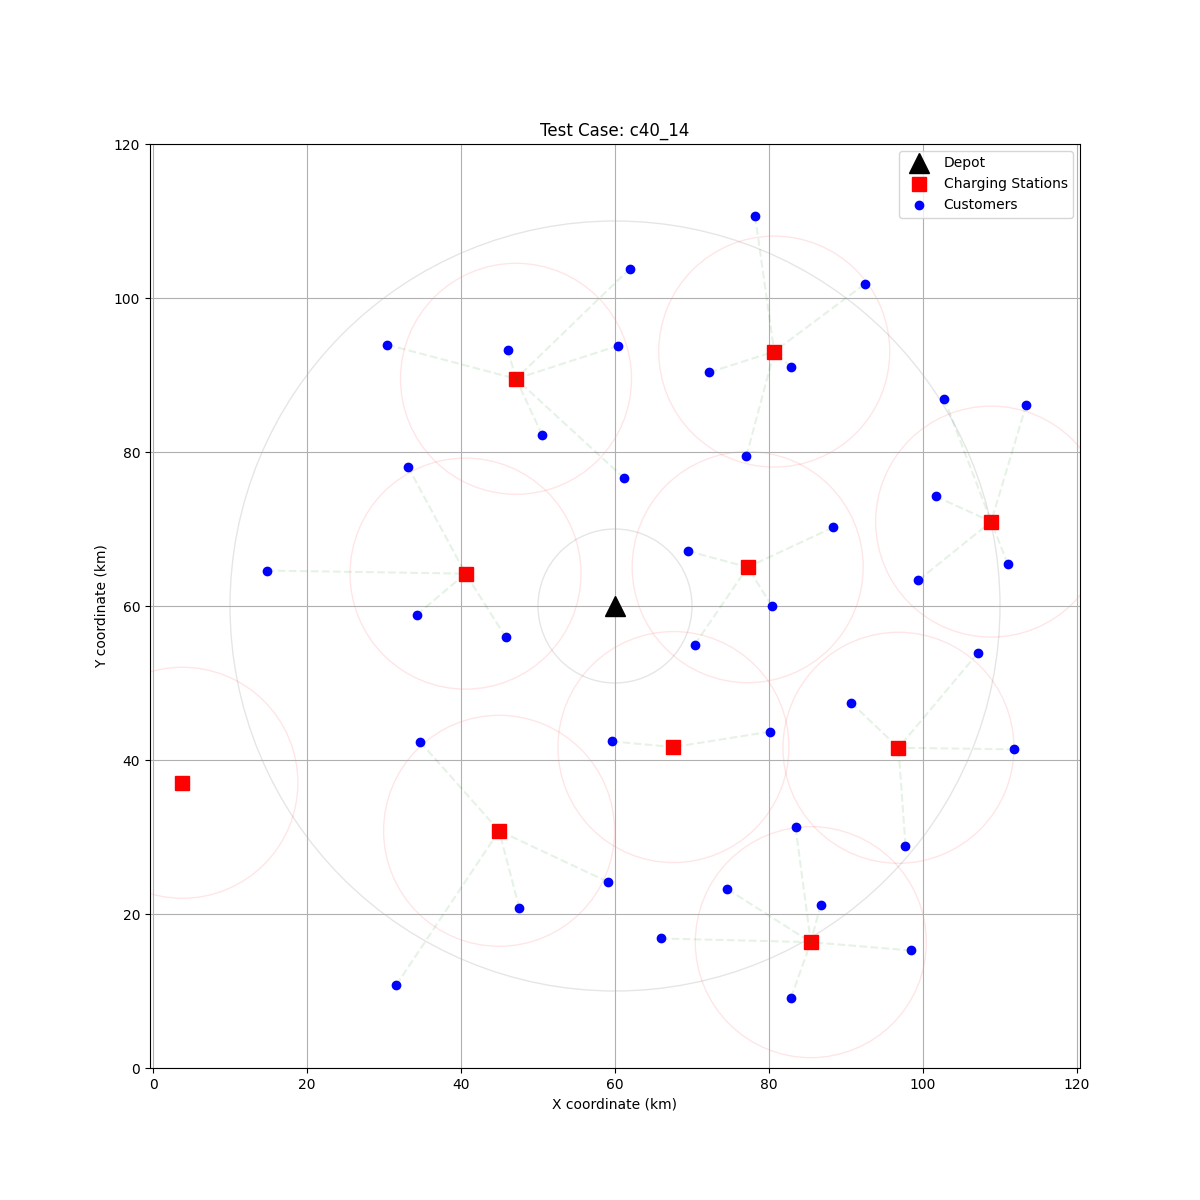 Test Case: c40_14
Depot
Charging Stations
Customers
120
100
80
60
40
20
0
Y coordinate (km)
0 20 40 60 80 100 120
X coordinate (km)